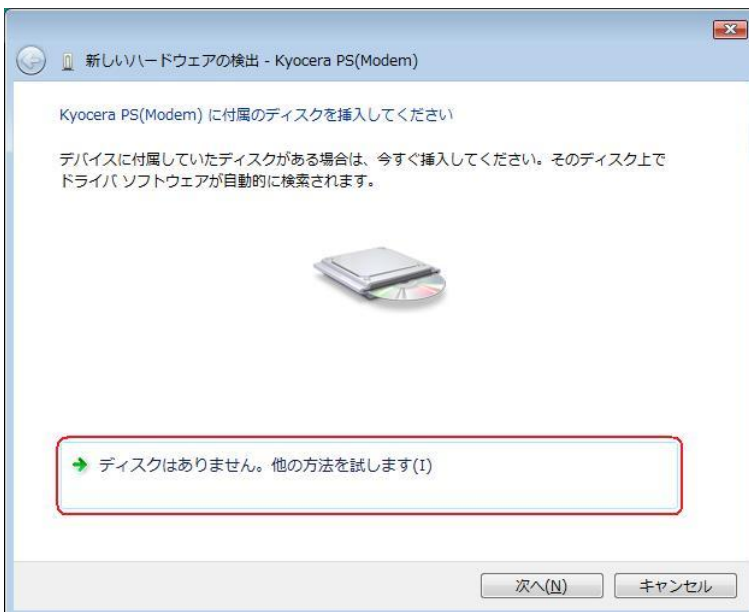 新しいハードウェアの検出 - Kyocera PS(Modem)
Kyocera PS(Modem) に付属のディスクを挿入してください
デバイスに付属していたディスクがある場合は、今すぐ挿入してください。そのディスク上で
ドライバ ソフトウェアが自動的に検索されます。
ディスクはありません。他の方法を試します(I)
次へ(N)
キャンセル